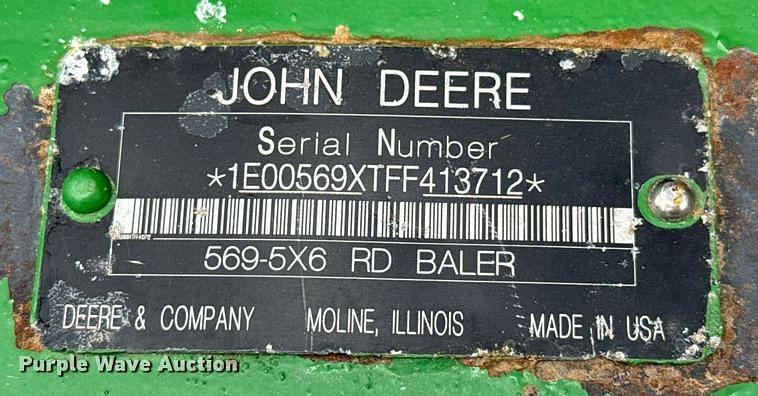 JOHN DEERE
Serial Number
*1E00569XTFF413712*
569-5X6 RD BALER
DEERE & COMPANY MOLINE, ILLINOIS MADE IN USA
Purple Wave Auction